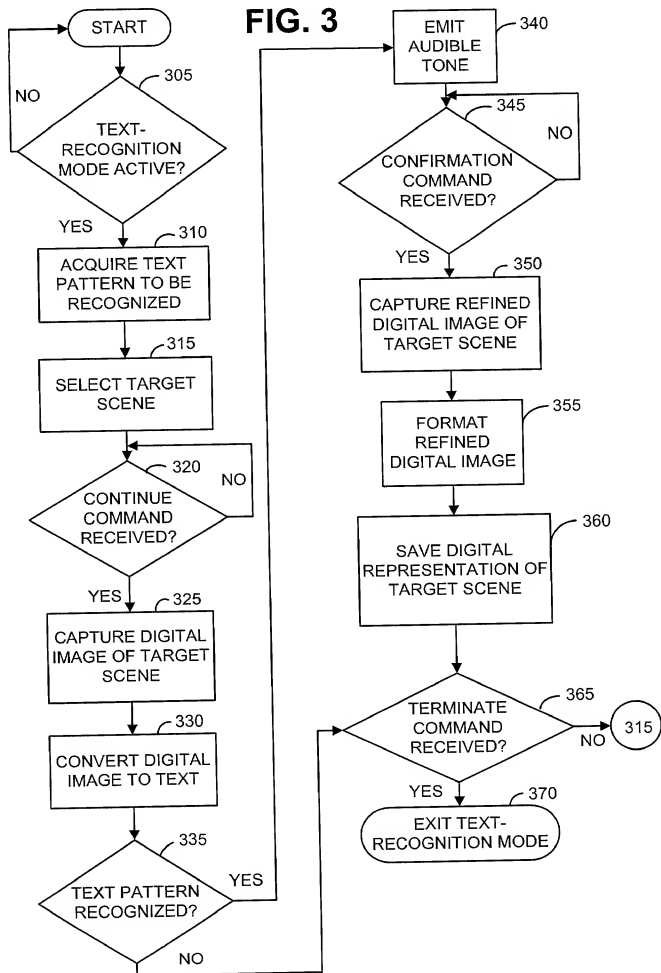 FIG. 3
START
305
NO
TEXT-
RECOGNITION
MODE ACTIVE?
YES
310
ACQUIRE TEXT
PATTERN TO BE
RECOGNIZED
315
SELECT TARGET
SCENE
320
NO
CONTINUE
COMMAND
RECEIVED?
YES
325
CAPTURE DIGITAL
IMAGE OF TARGET
SCENE
330
CONVERT DIGITAL
IMAGE TO TEXT
335
YES
TEXT PATTERN
RECOGNIZED?
NO
EMIT
AUDIBLE
TONE
340
345
NO
CONFIRMATION
COMMAND
RECEIVED?
YES
350
CAPTURE REFINED
DIGITAL IMAGE OF
TARGET SCENE
355
FORMAT
REFINED
DIGITAL IMAGE
360
SAVE DIGITAL
REPRESENTATION OF
TARGET SCENE
365
TERMINATE
COMMAND
RECEIVED?
NO
315
YES
370
EXIT TEXT-
RECOGNITION MODE